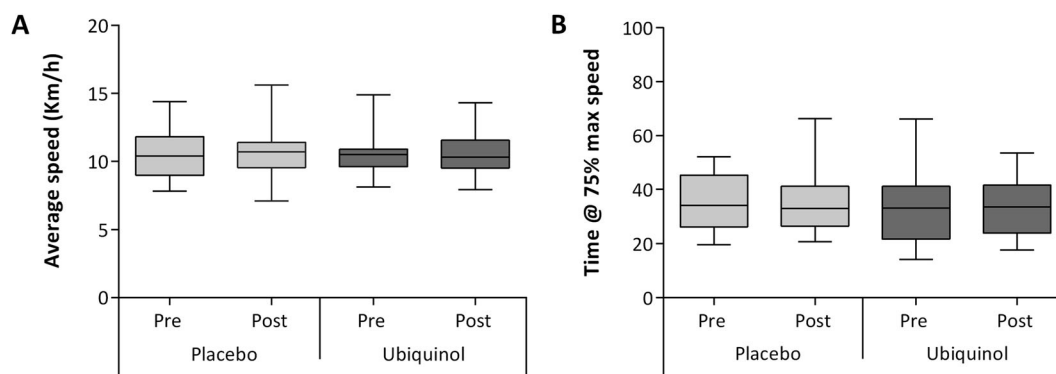 A
Average speed (Km/h)
20
15
10
5
0
Pre
Post
Pre
Post
Placebo
Ubiquinol
B
Time @ 75% max speed
100
80
60
40
20
0
Pre
Post
Pre
Post
Placebo
Ubiquinol